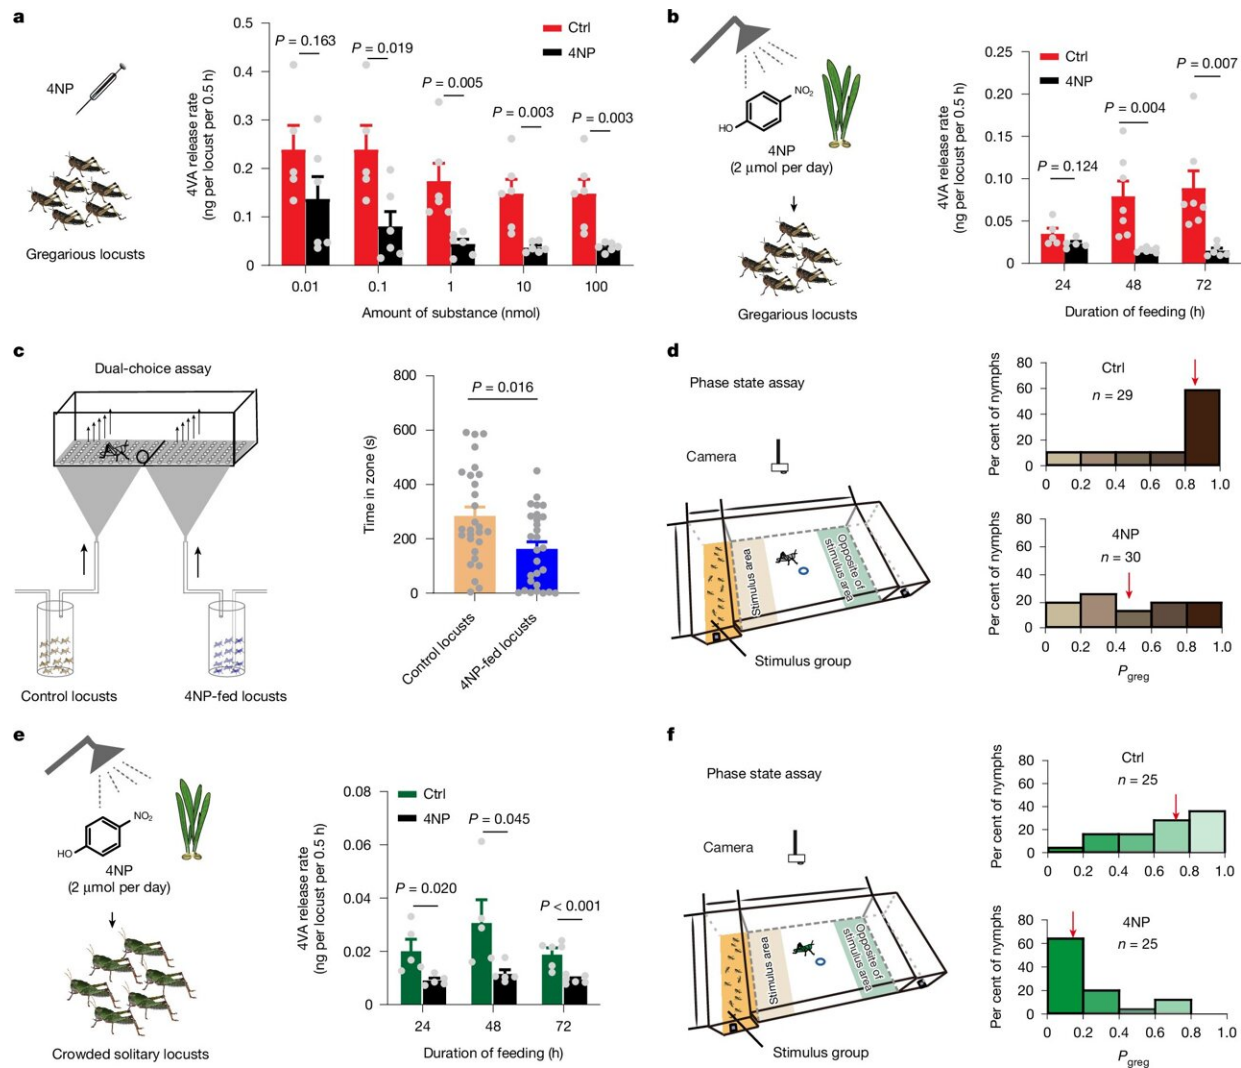 a
4NP
Gregarious locusts
4VA release rate
(ng per locust per 0.5 h)
0.5
0.4
0.3
0.2
0.1
0
Ctrl
4NP
P = 0.163
P = 0.019
P = 0.005
P = 0.003
P = 0.003
0.01
0.1
1
10
100
Amount of substance (nmol)
b
NO₂
HO
4NP
(2 μmol per day)
Gregarious locusts
4VA release rate
(ng per locust per 0.5 h)
0.25
0.20
0.15
0.10
0.05
0
Ctrl
4NP
P = 0.124
P = 0.004
P = 0.007
24
48
72
Duration of feeding (h)
c
Dual-choice assay
Control locusts
4NP-fed locusts
Time in zone (s)
800
600
400
200
0
P = 0.016
Control locusts
4NP-fed locusts
d
Phase state assay
Camera
Stimulus area
Opposite of
stimulus area
Stimulus group
Per cent of nymphs
80
60
40
20
0
Ctrl
n = 29
0 0.2 0.4 0.6 0.8 1.0
Per cent of nymphs
80
60
40
20
0
4NP
n = 30
0 0.2 0.4 0.6 0.8 1.0
Pgreg
e
NO₂
HO
4NP
(2 μmol per day)
Crowded solitary locusts
4VA release rate
(ng per locust per 0.5 h)
0.08
0.06
0.04
0.02
0
Ctrl
4NP
P = 0.020
P = 0.045
P < 0.001
24
48
72
Duration of feeding (h)
f
Phase state assay
Camera
Stimulus area
Opposite of
stimulus area
Stimulus group
Per cent of nymphs
80
60
40
20
0
Ctrl
n = 25
0 0.2 0.4 0.6 0.8 1.0
Per cent of nymphs
80
60
40
20
0
4NP
n = 25
0 0.2 0.4 0.6 0.8 1.0
Pgreg